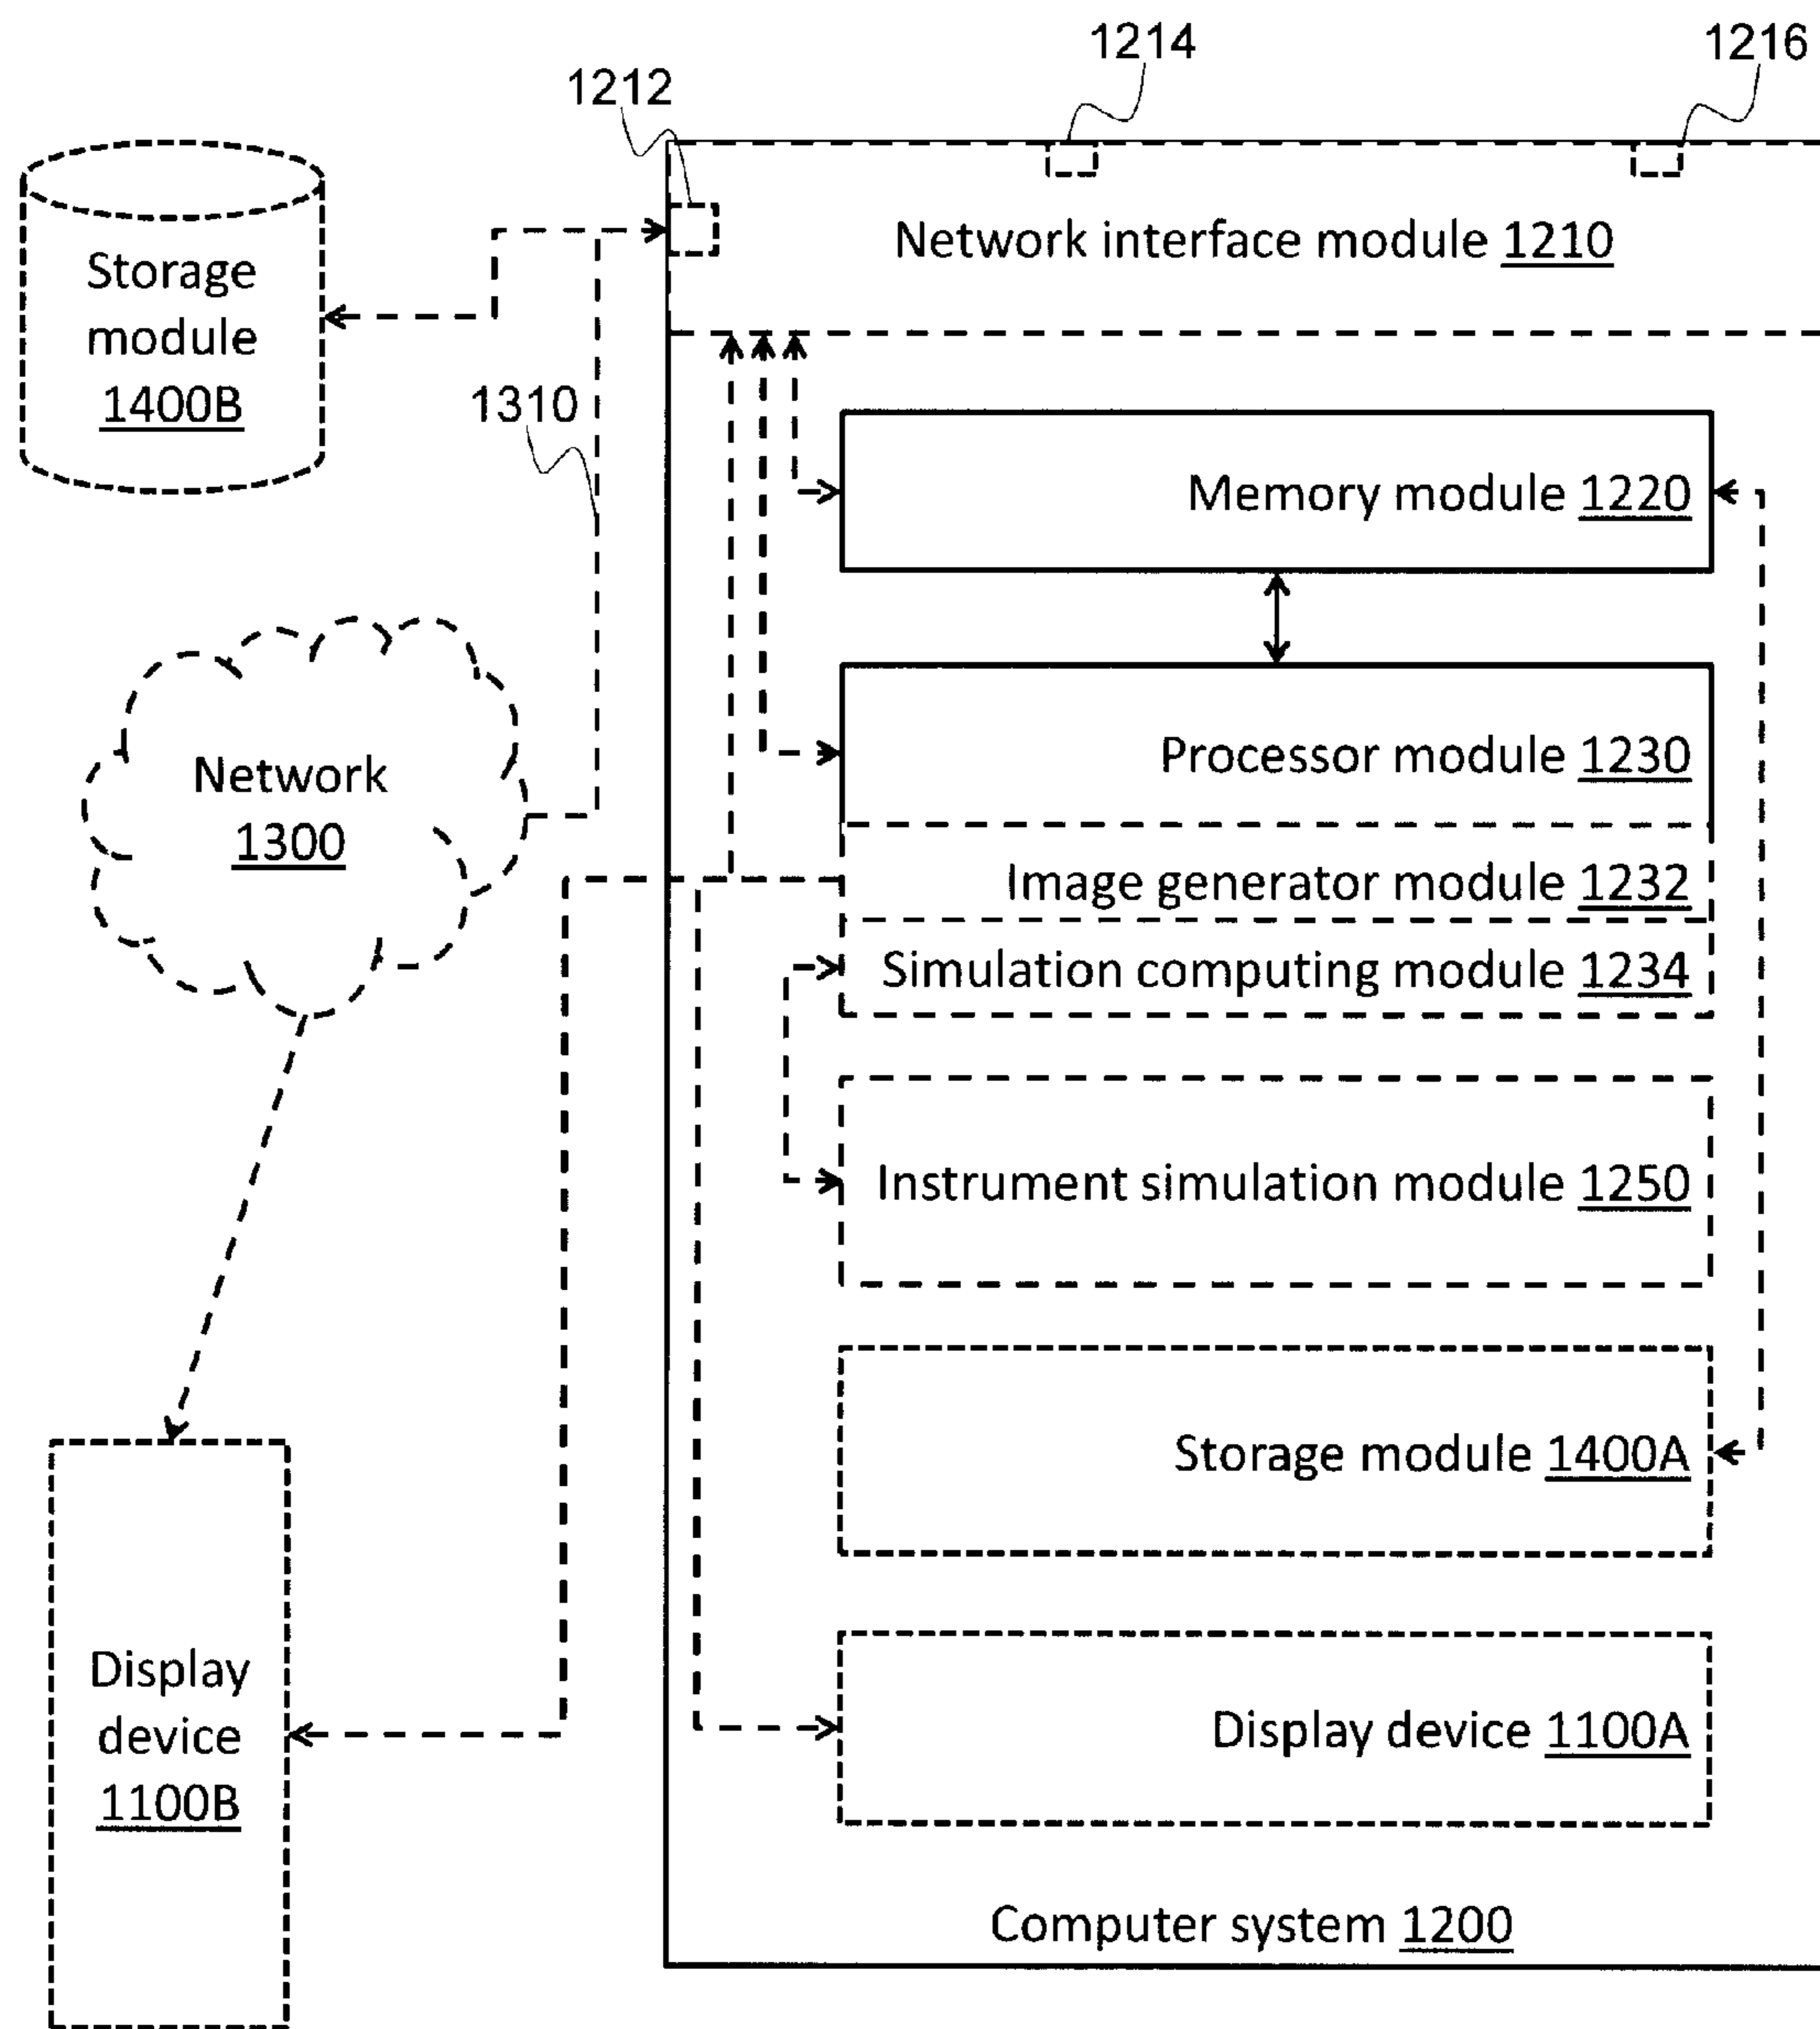 1214
1216
1212
Network interface module 1210
Storage
module
1400B
1310
Memory module 1220
Processor module 1230
Network
1300
Image generator module 1232
Simulation computing module 1234
Instrument simulation module 1250
Storage module 1400A
Display
device
1100B
Display device 1100A
Computer system 1200